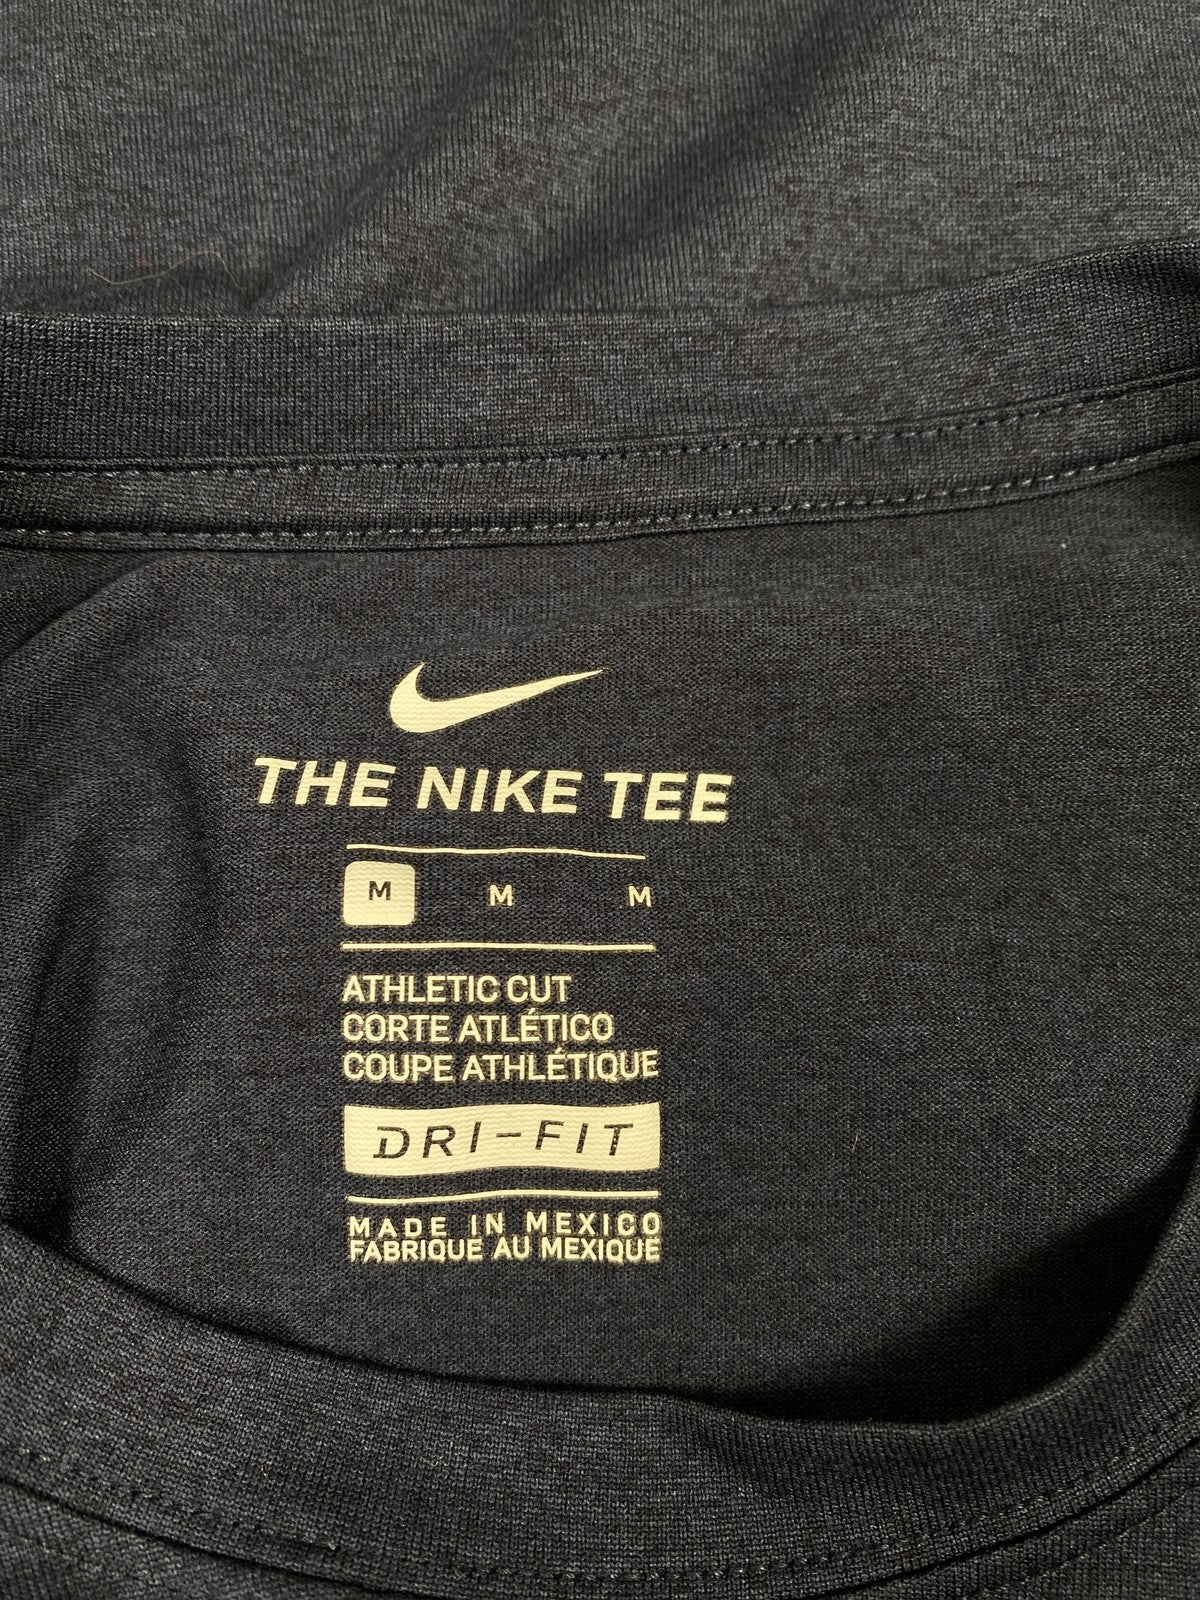 THE NIKE TEE
M M M
ATHLETIC CUT
CORTE ATLÉTICO
COUPE ATHLÉTIQUE
DRI-FIT
MADE IN MEXICO
FABRIQUE AU MEXIQUE